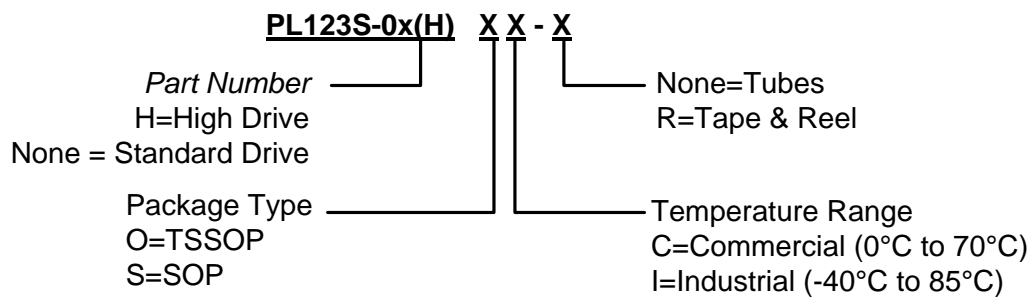 PL123S-0x(H) X X - X
Part Number
H=High Drive
None = Standard Drive
None=Tubes
R=Tape & Reel
Package Type
O=TSSOP
S=SOP
Temperature Range
C=Commercial (0°C to 70°C)
I=Industrial (-40°C to 85°C)